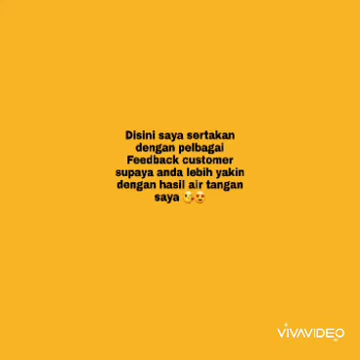 Disini saya sertakan
dengan pelbagai
Feedback customer
supaya anda lebih yakin
dengan hasil air tangan
saya 🤩😍
VIVAVIDEO